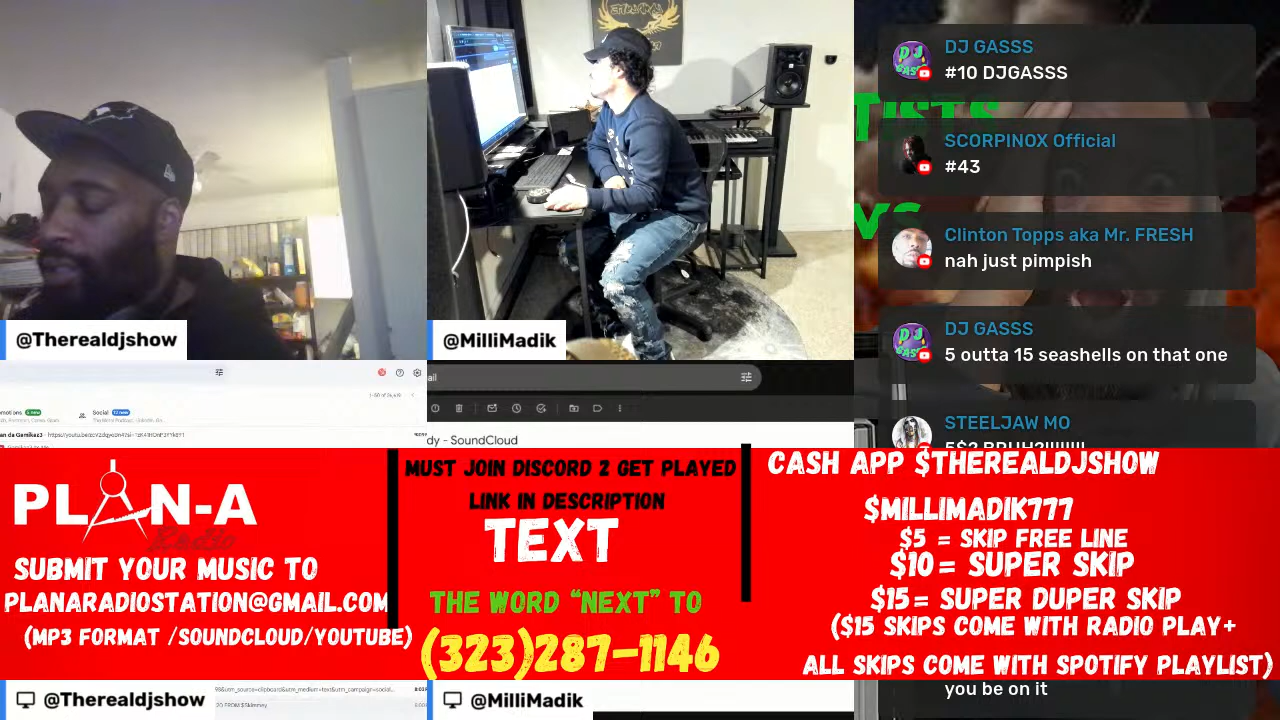 @Therealdjshow
@MilliMadik
DJ GASSS
#10 DJGASSS
SCORPINOX Official
#43
Clinton Topps aka Mr. FRESH
nah just pimpish
DJ GASSS
5 outta 15 seashells on that one
STEELJAW MO
ail
Social
dy - SoundCloud
PLAN-A
Radio
SUBMIT YOUR MUSIC TO
PLANARADIOSTATION@GMAIL.COM
(MP3 FORMAT /SOUNDCLOUD/YOUTUBE)
MUST JOIN DISCORD 2 GET PLAYED
LINK IN DESCRIPTION
TEXT
THE WORD “NEXT” TO
(323)287-1146
CASH APP $THEREALDJSHOW
$MILLIMADIK777
$5 = SKIP FREE LINE
$10 = SUPER SKIP
$15 = SUPER DUPER SKIP
($15 SKIPS COME WITH RADIO PLAY+
ALL SKIPS COME WITH SPOTIFY PLAYLIST)
you be on it
@Therealdjshow
@MilliMadik